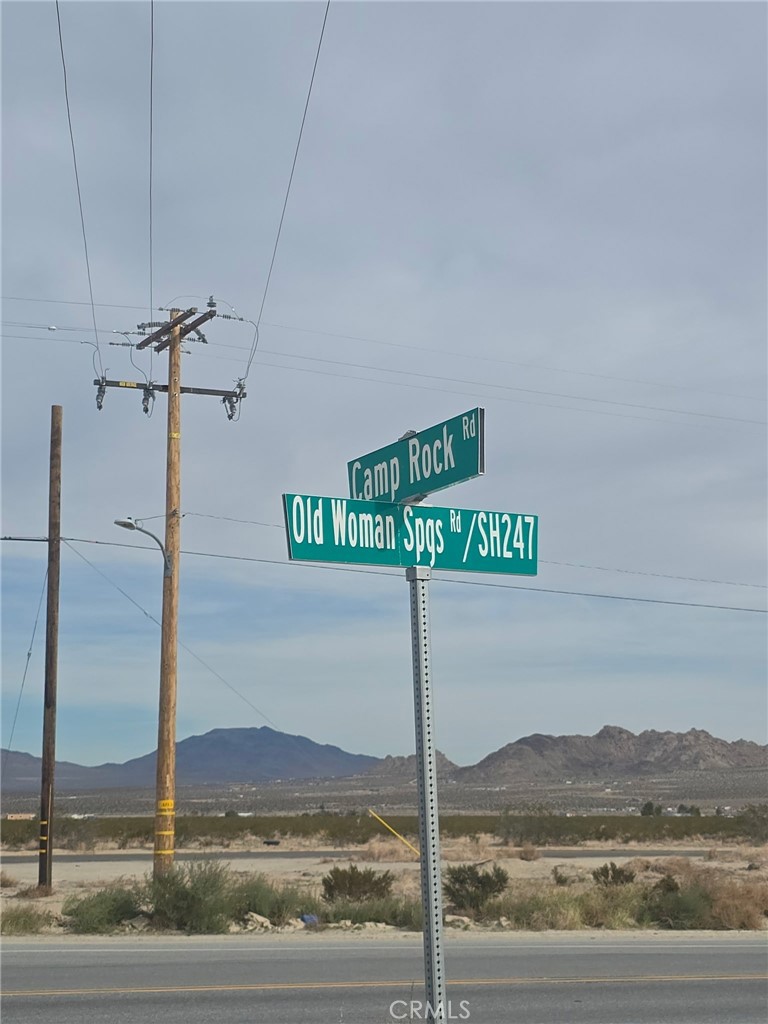 Camp Rock Rd
Old Woman Spgs Rd /SH247
© CRMLS